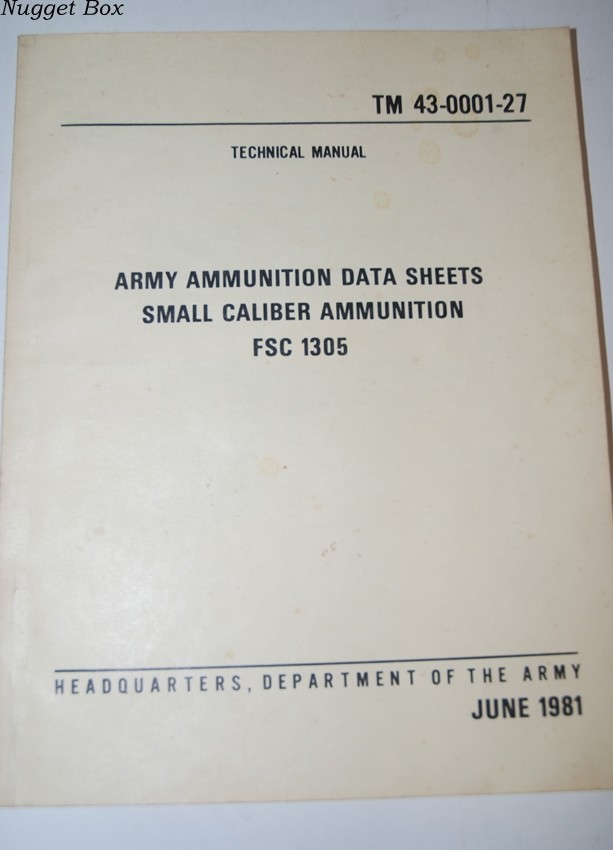 Nugget Box
TM 43-0001-27
TECHNICAL MANUAL
ARMY AMMUNITION DATA SHEETS
SMALL CALIBER AMMUNITION
FSC 1305
HEADQUARTERS, DEPARTMENT OF THE ARMY
JUNE 1981